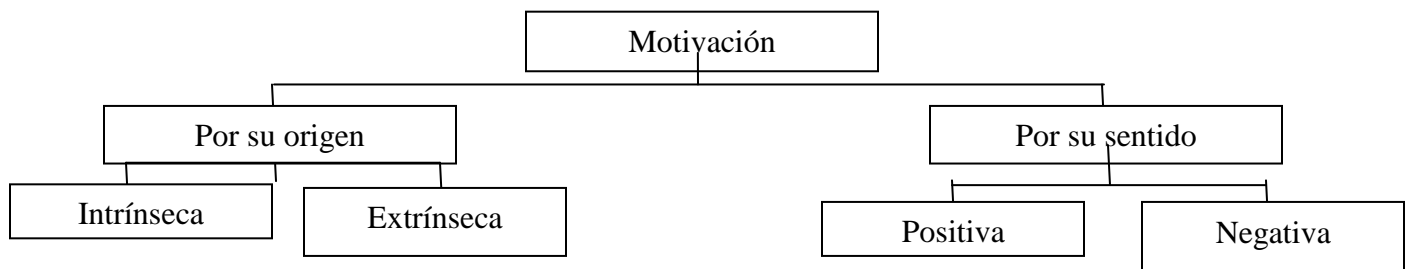 Motivación
Por su origen
Por su sentido
Intrínseca
Extrínseca
Positiva
Negativa